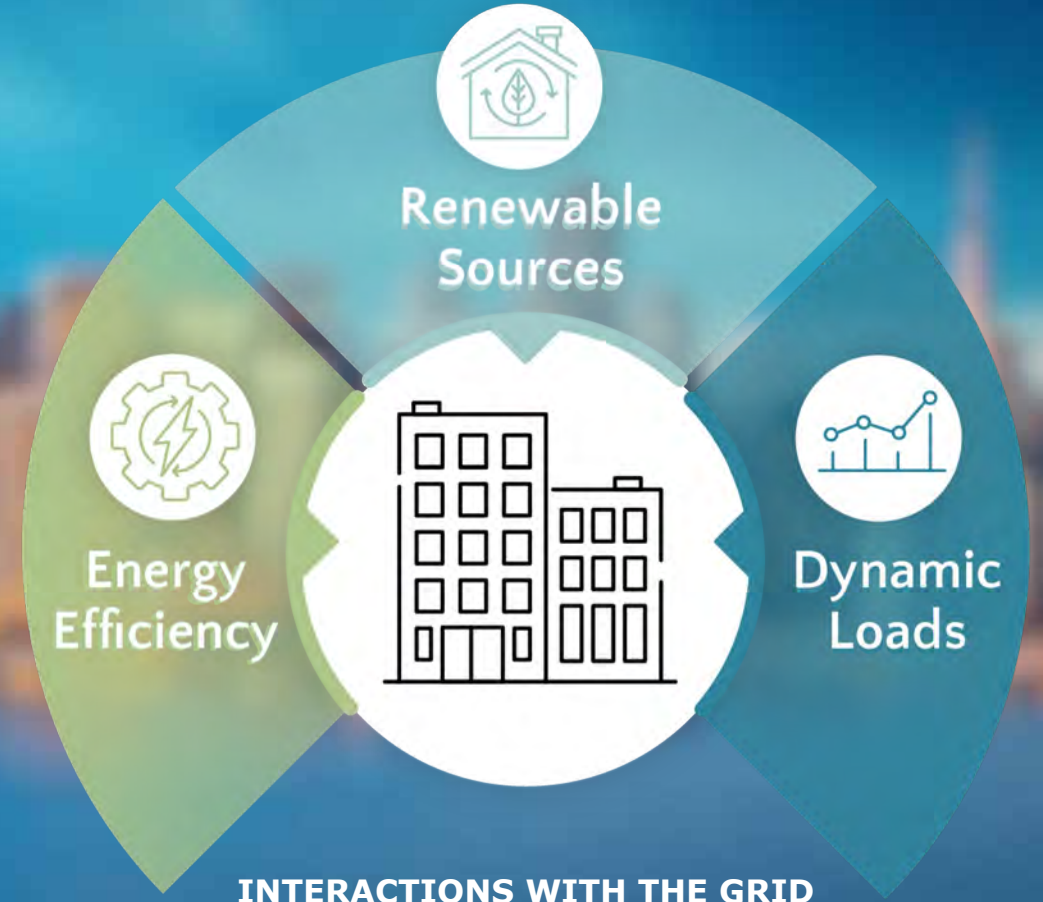 Renewable
Sources
Energy
Efficiency
Dynamic
Loads
INTERACTIONS WITH THE GRID